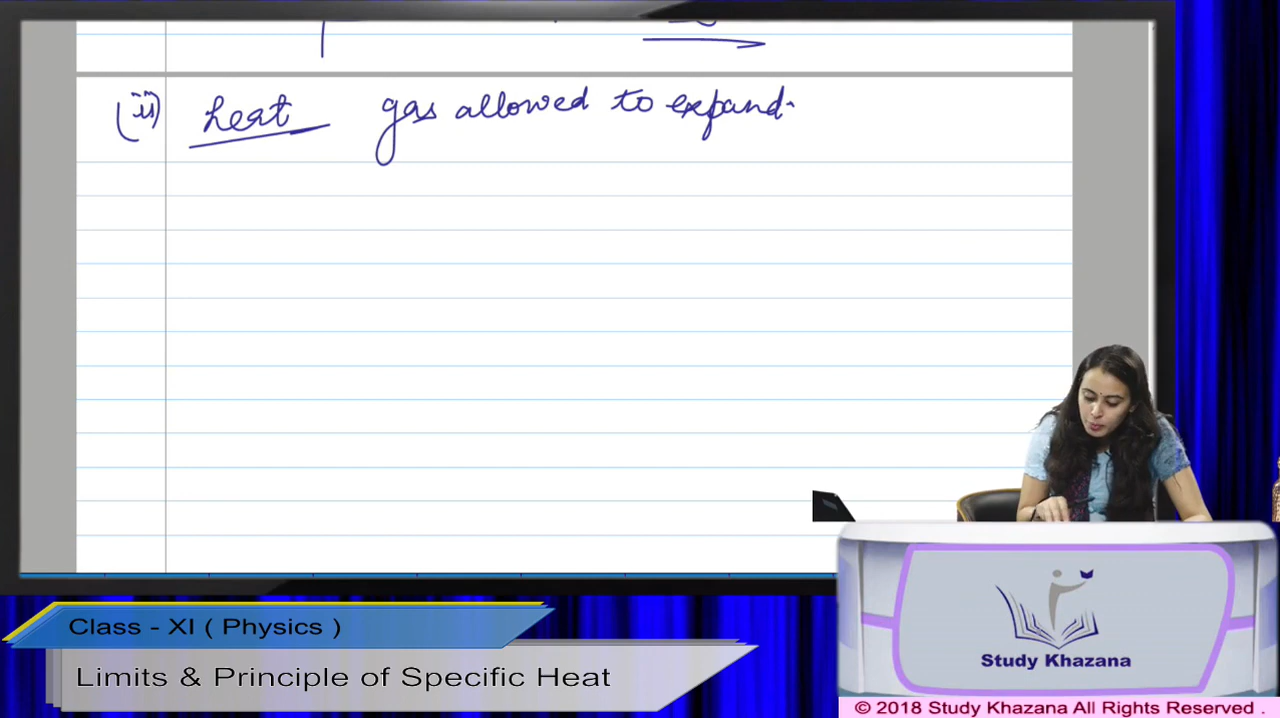 (ii) heat gas allowed to expand.
Study Khazana
Class - XI ( Physics )
Limits & Principle of Specific Heat
© 2018 Study Khazana All Rights Reserved .